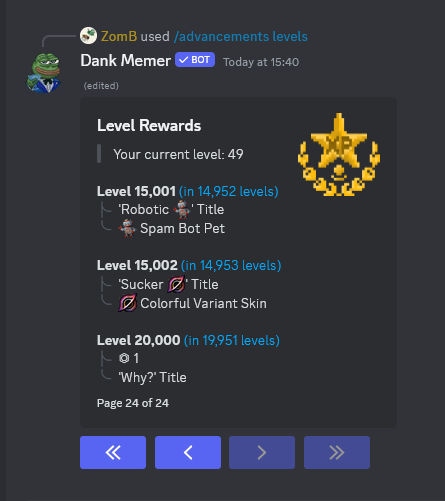 ZomB used /advancements levels
Dank Memer ✓ BOT Today at 15:40
(edited)
Level Rewards
Your current level: 49
XP
Level 15,001 (in 14,952 levels)
'Robotic ' Title
Spam Bot Pet
Level 15,002 (in 14,953 levels)
'Sucker ' Title
Colorful Variant Skin
Level 20,000 (in 19,951 levels)
⏣ 1
'Why?' Title
Page 24 of 24